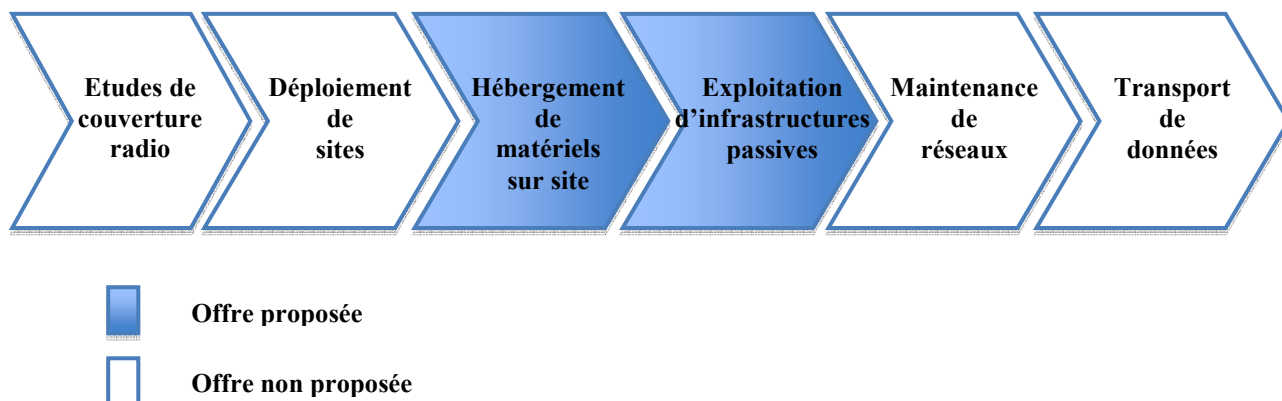 Etudes de
couverture
radio
Déploiement
de
sites
Hébergement
de
matériels
sur site
Exploitation
d’infrastructures
passives
Maintenance
de
réseaux
Transport
de
données
Offre proposée
Offre non proposée